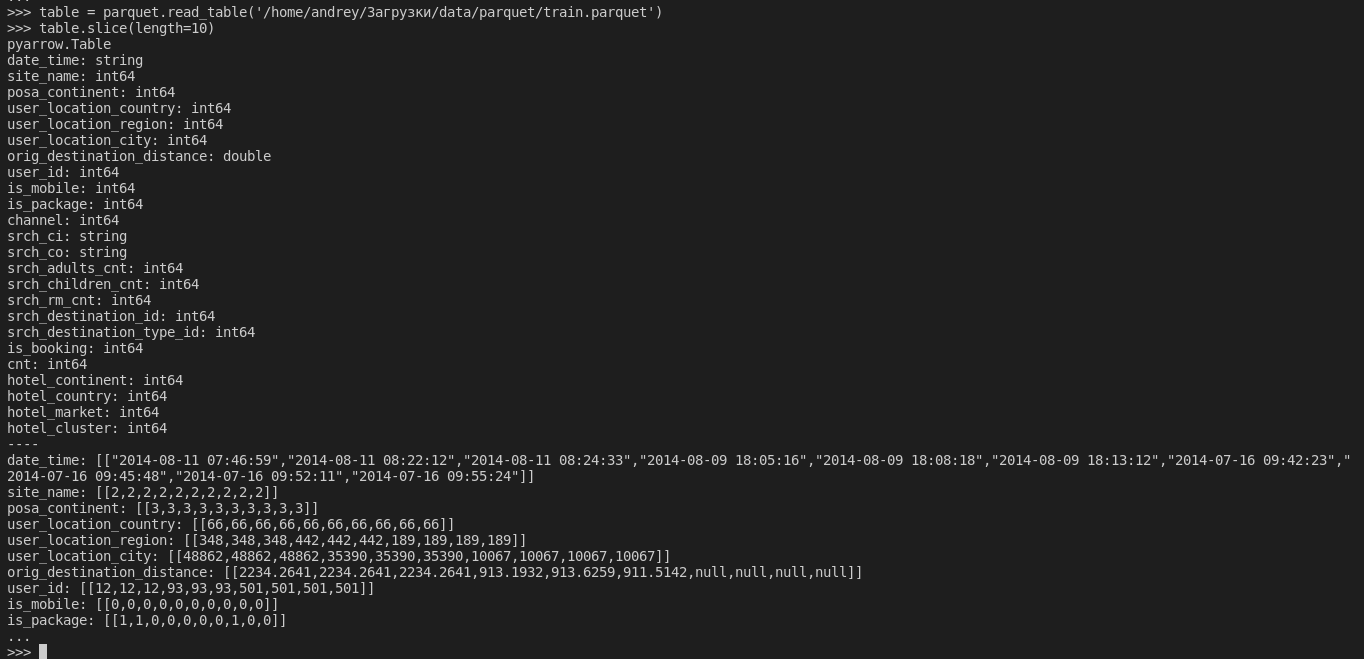 ...
>>> table = parquet.read_table('/home/andrey/Загрузки/data/parquet/train.parquet')
>>> table.slice(length=10)
pyarrow.Table
date_time: string
site_name: int64
posa_continent: int64
user_location_country: int64
user_location_region: int64
user_location_city: int64
orig_destination_distance: double
user_id: int64
is_mobile: int64
is_package: int64
channel: int64
srch_ci: string
srch_co: string
srch_adults_cnt: int64
srch_children_cnt: int64
srch_rm_cnt: int64
srch_destination_id: int64
srch_destination_type_id: int64
is_booking: int64
cnt: int64
hotel_continent: int64
hotel_country: int64
hotel_market: int64
hotel_cluster: int64
----
date_time: [["2014-08-11 07:46:59","2014-08-11 08:22:12","2014-08-11 08:24:33","2014-08-09 18:05:16","2014-08-09 18:08:18","2014-08-09 18:13:12","2014-07-16 09:42:23","
2014-07-16 09:45:48","2014-07-16 09:52:11","2014-07-16 09:55:24"]]
site_name: [[2,2,2,2,2,2,2,2,2,2]]
posa_continent: [[3,3,3,3,3,3,3,3,3,3]]
user_location_country: [[66,66,66,66,66,66,66,66,66,66]]
user_location_region: [[348,348,348,442,442,442,189,189,189,189]]
user_location_city: [[48862,48862,48862,35390,35390,35390,10067,10067,10067,10067]]
orig_destination_distance: [[2234.2641,2234.2641,2234.2641,913.1932,913.6259,911.5142,null,null,null,null]]
user_id: [[12,12,12,93,93,93,501,501,501,501]]
is_mobile: [[0,0,0,0,0,0,0,0,0,0]]
is_package: [[1,1,0,0,0,0,0,1,0,0]]
...
>>>